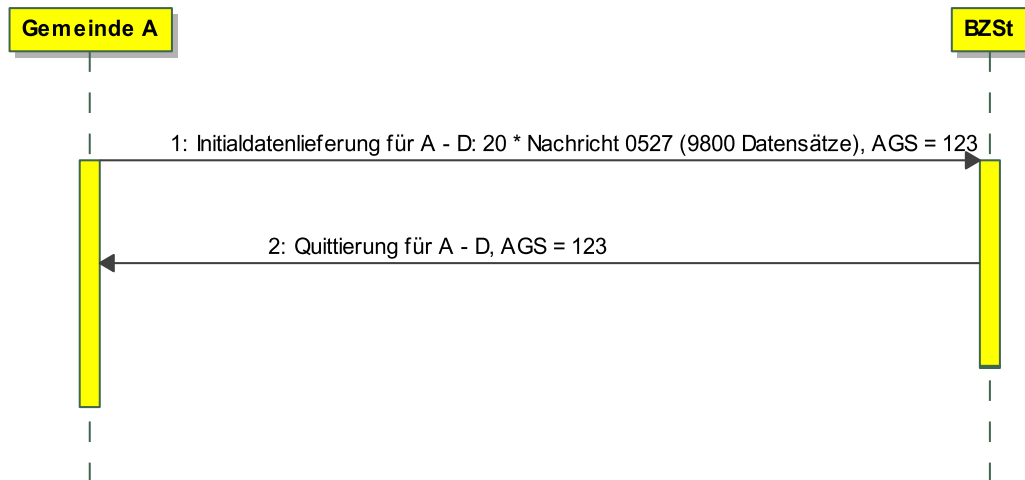 Gemeinde A
BZSt
1: Initialdatenlieferung für A - D: 20 * Nachricht 0527 (9800 Datensätze), AGS = 123
2: Quittierung für A - D, AGS = 123